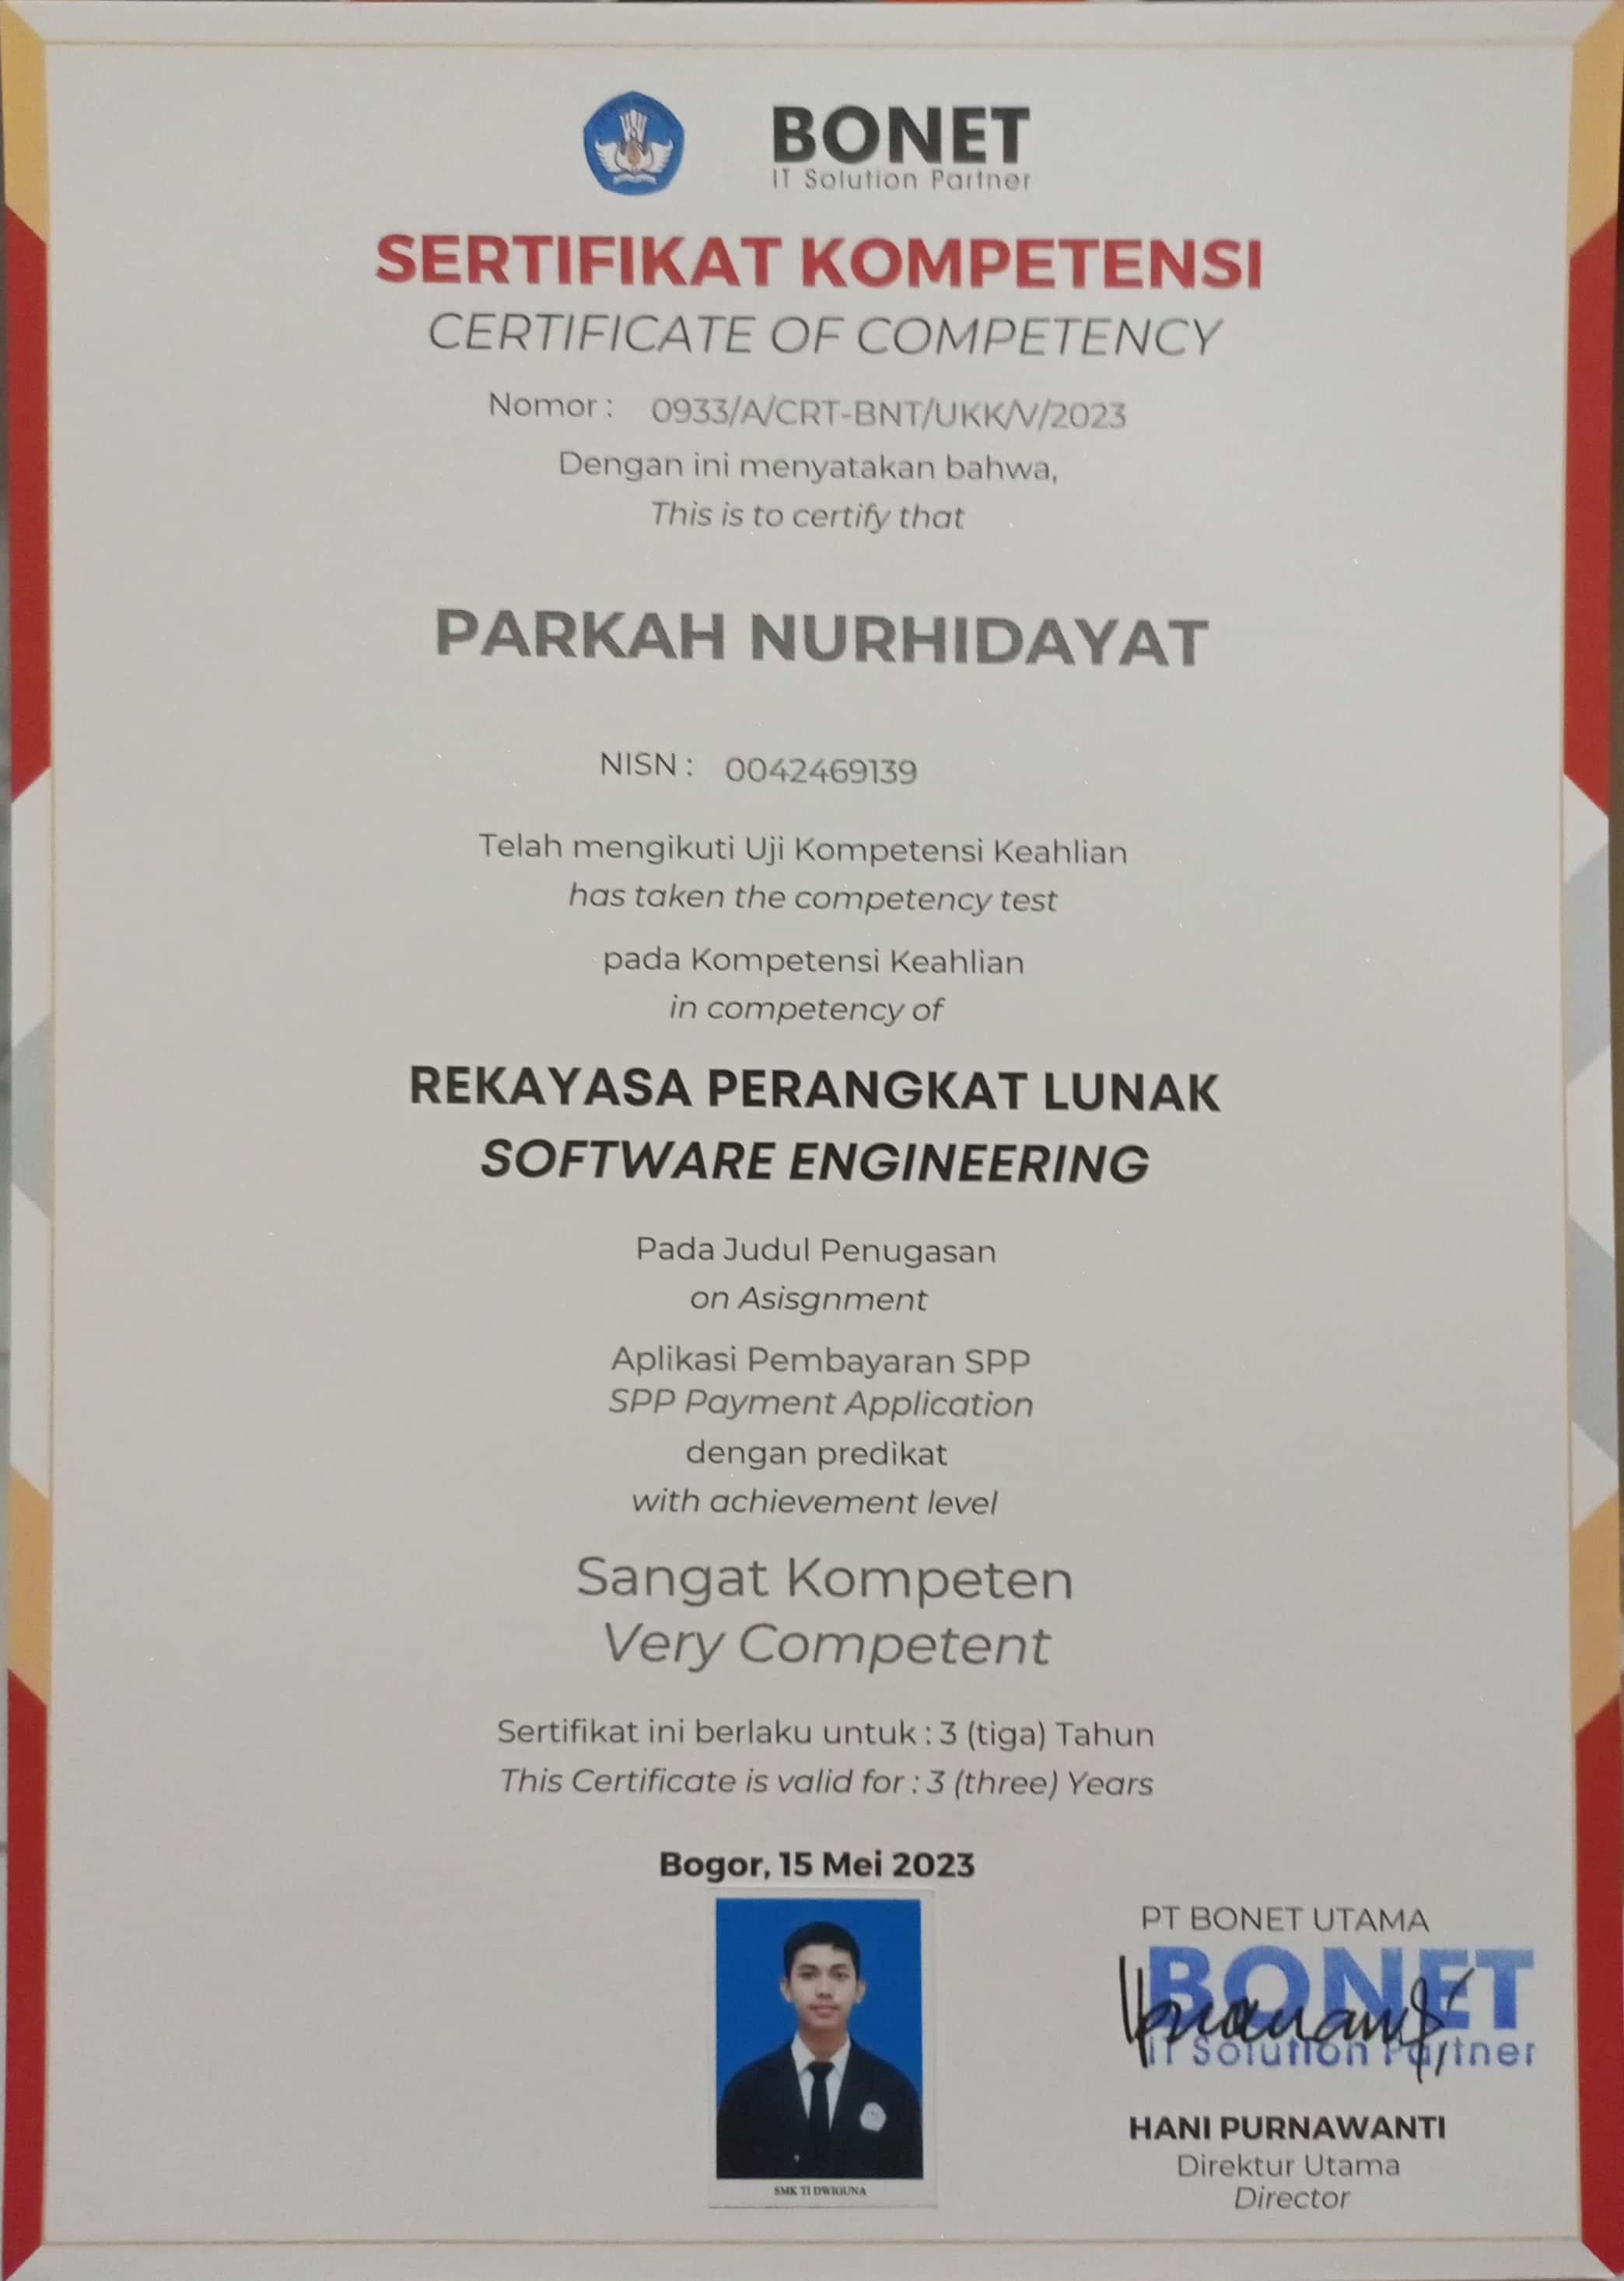 BONET
IT Solution Partner
SERTIFIKAT KOMPETENSI
CERTIFICATE OF COMPETENCY
Nomor : 0933/A/CRT-BNT/UKK/V/2023
Dengan ini menyatakan bahwa,
This is to certify that
PARKAH NURHIDAYAT
NISN : 0042469139
Telah mengikuti Uji Kompetensi Keahlian
has taken the competency test
pada Kompetensi Keahlian
in competency of
REKAYASA PERANGKAT LUNAK
SOFTWARE ENGINEERING
Pada Judul Penugasan
on Asisgnment
Aplikasi Pembayaran SPP
SPP Payment Application
dengan predikat
with achievement level
Sangat Kompeten
Very Competent
Sertifikat ini berlaku untuk : 3 (tiga) Tahun
This Certificate is valid for : 3 (three) Years
Bogor, 15 Mei 2023
SMK TI DWIGUNA
PT BONET UTAMA
BONET
IT Solution Partner
HANI PURNAWANTI
Direktur Utama
Director